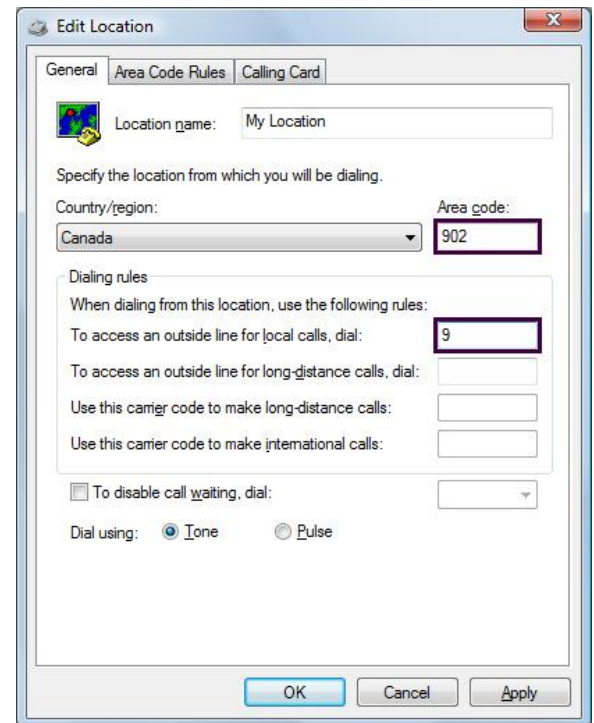 Edit Location
General Area Code Rules Calling Card
Location name: My Location
Specify the location from which you will be dialing.
Country/region: Area code:
Canada 902
Dialing rules
When dialing from this location, use the following rules:
To access an outside line for local calls, dial: 9
To access an outside line for long-distance calls, dial:
Use this carrier code to make long-distance calls:
Use this carrier code to make international calls:
To disable call waiting, dial:
Dial using: Tone Pulse
OK Cancel Apply